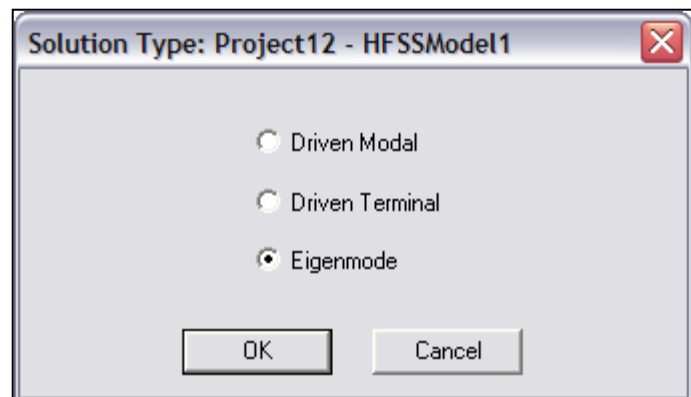 Solution Type: Project12 - HFSSModel1
Driven Modal
Driven Terminal
Eigenmode
OK Cancel